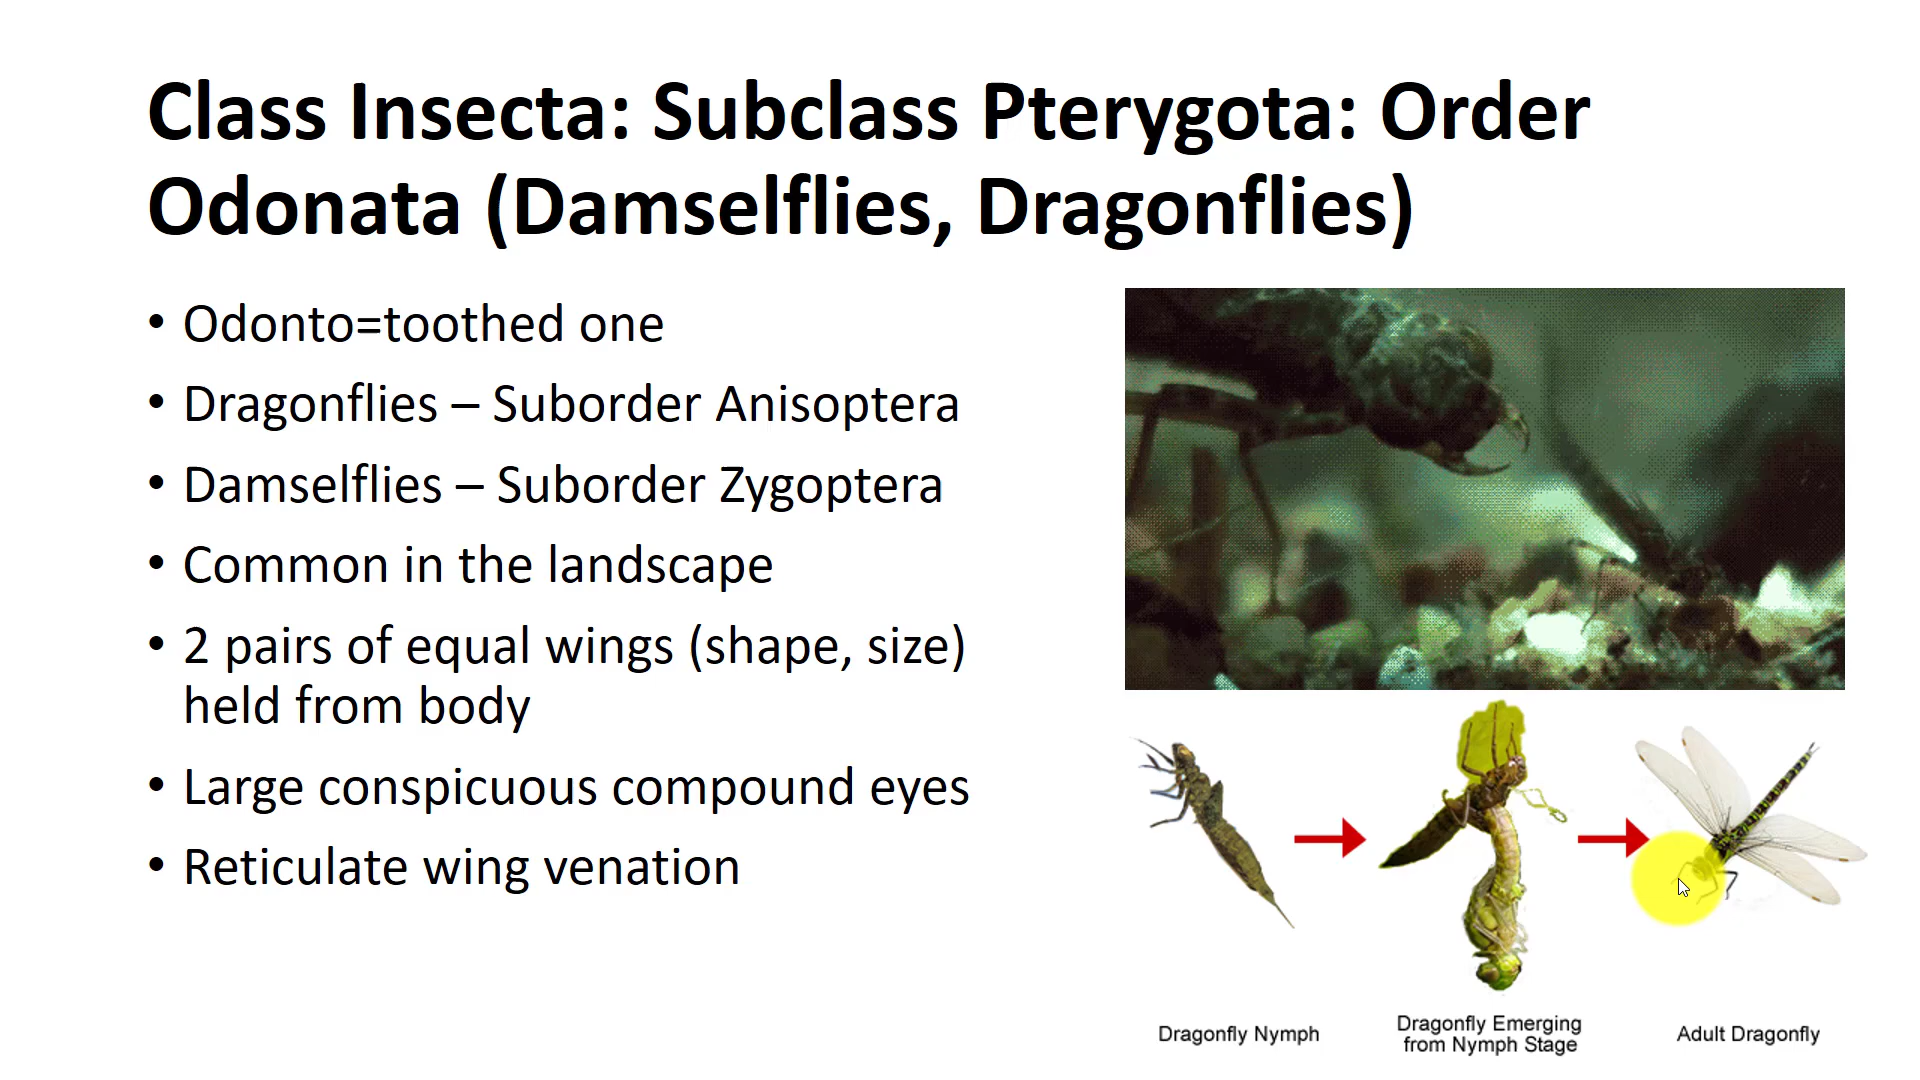 Class Insecta: Subclass Pterygota: Order
Odonata (Damselflies, Dragonflies)
• Odonto=toothed one
• Dragonflies – Suborder Anisoptera
• Damselflies – Suborder Zygoptera
• Common in the landscape
• 2 pairs of equal wings (shape, size)
held from body
• Large conspicuous compound eyes
• Reticulate wing venation
Dragonfly Nymph
Dragonfly Emerging
from Nymph Stage
Adult Dragonfly